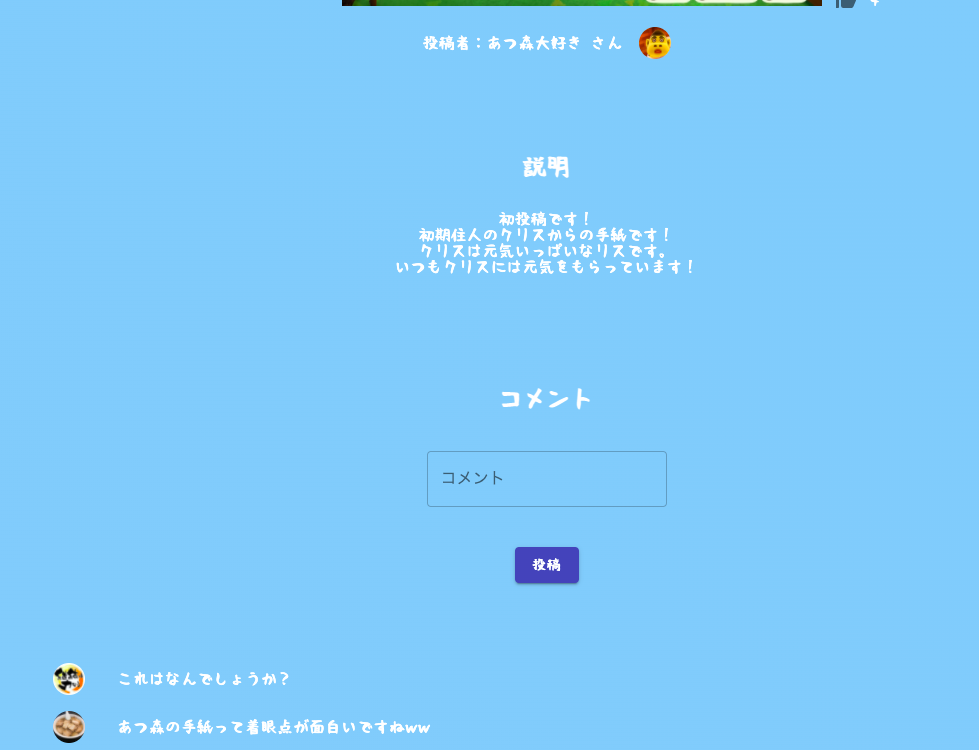 投稿者：あつ森大好き さん
説明
初投稿です！
初期住人のクリスからの手紙です！
クリスは元気いっぱいなリスです。
いつもクリスには元気をもらっています！
コメント
コメント
投稿
これはなんでしょうか？
あつ森の手紙って着眼点が面白いですねww